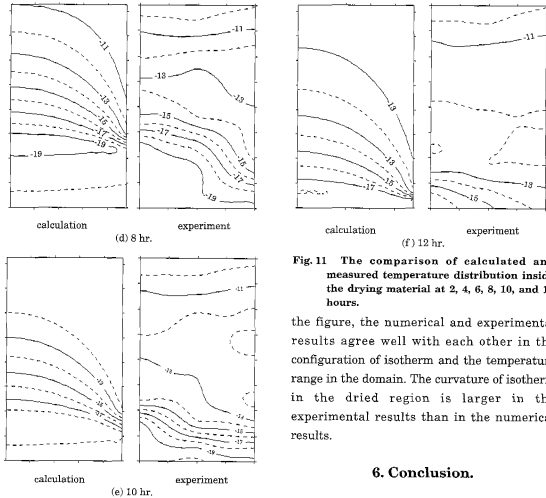 -11
-13
-15
-17
-19
-19
-11
-13
-13
-15
-15
-17
-17
-19
calculation
experiment
(d) 8 hr.
-11
-13
-15
-17
-13
-14
-15
-17
-19
calculation
experiment
(e) 10 hr.
-13
-15
-17
-11
-13
-15
calculation
experiment
(f) 12 hr.
Fig. 11 The comparison of calculated an
measured temperature distribution insid
the drying material at 2, 4, 6, 8, 10, and 1
hours.
the figure, the numerical and experimenta
results agree well with each other in th
configuration of isotherm and the temperatur
range in the domain. The curvature of isotherm
in the dried region is larger in th
experimental results than in the numerica
results.
6. Conclusion.